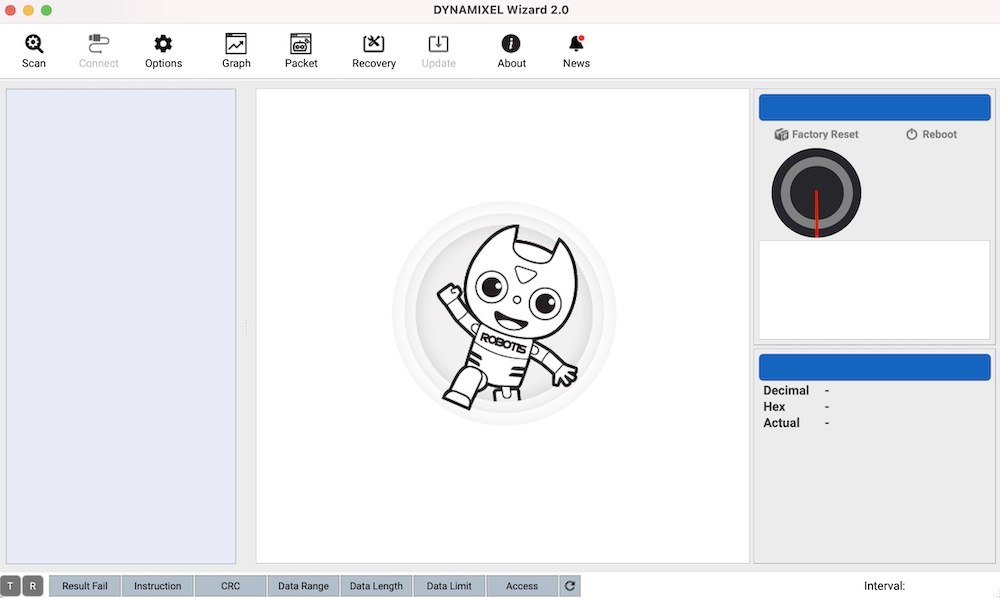 DYNAMIXEL Wizard 2.0
Scan Connect Options Graph Packet Recovery Update About News
Factory Reset Reboot
ROBOTIS
Decimal -
Hex -
Actual -
T R Result Fail Instruction CRC Data Range Data Length Data Limit Access Interval: